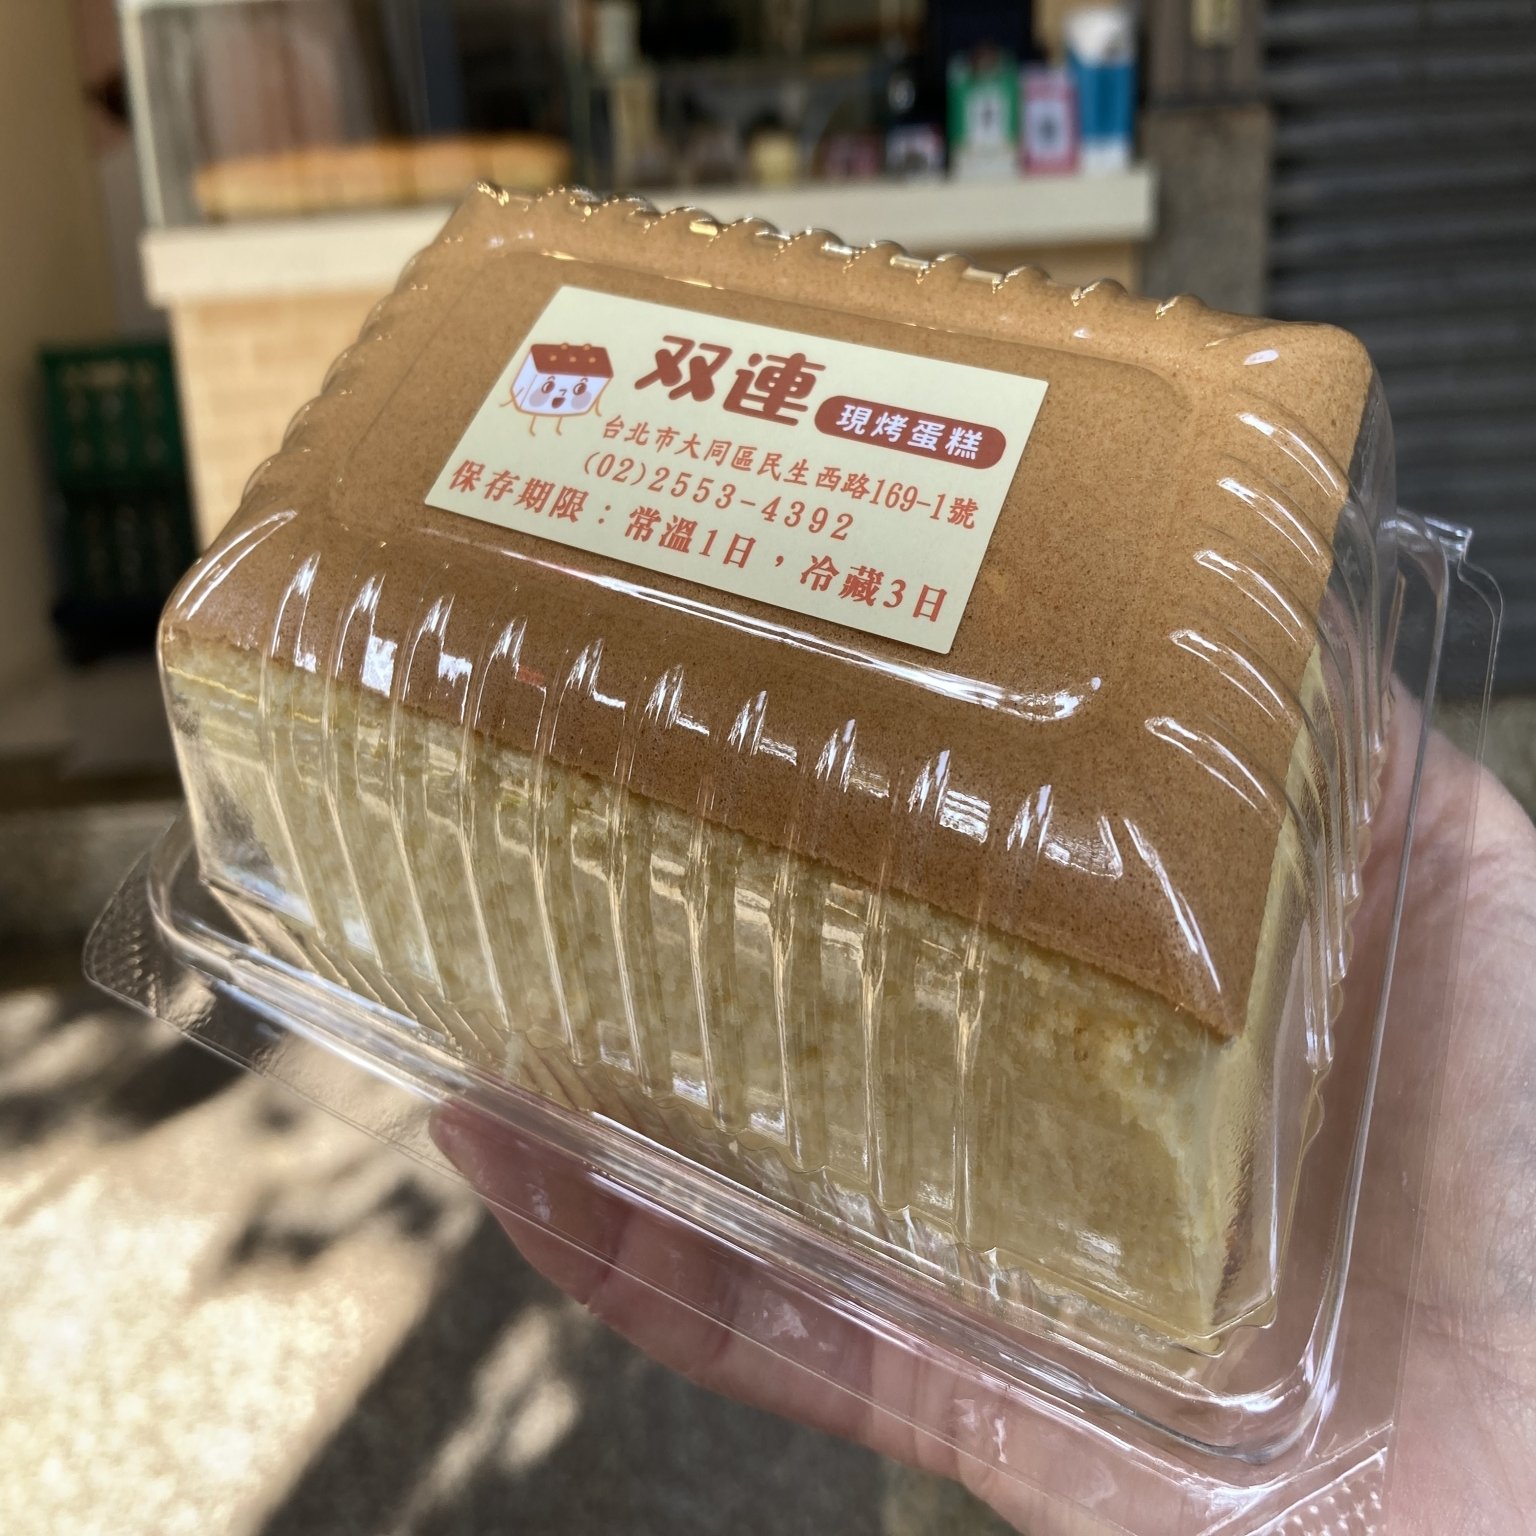 双連 現烤蛋糕
台北市大同區民生西路169-1號
(02)2553-4392
保存期限：常溫1日，冷藏3日